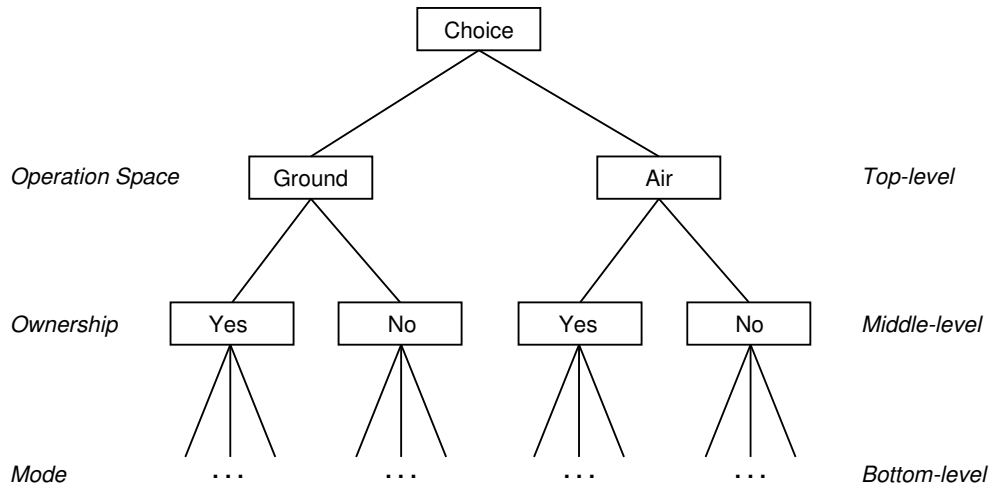 Choice
Operation Space Ground Air Top-level
Ownership Yes No Yes No Middle-level
Mode ... ... ... ... Bottom-level